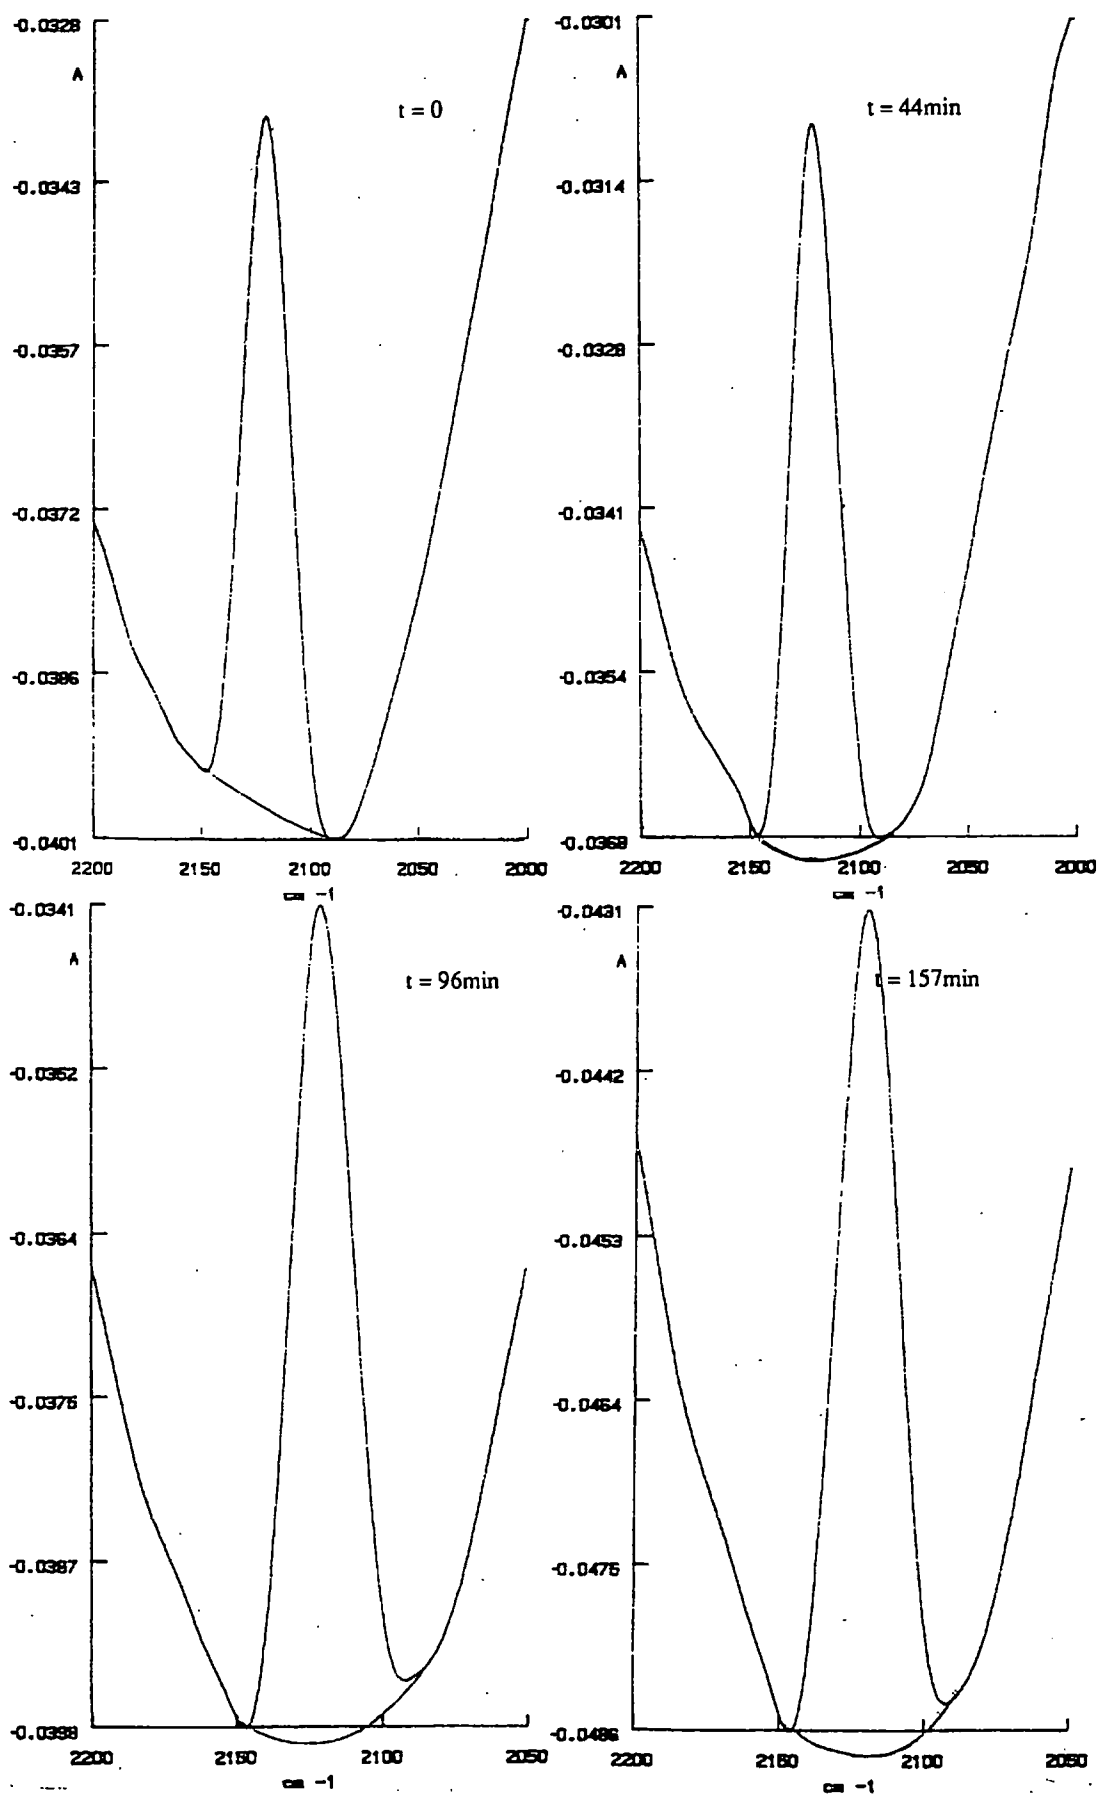 -0.0328
A
t = 0
-0.0343
-0.0357
-0.0372
-0.0386
-0.0401
2200 2150 2100 2050 2000
cm -1
-0.0301
A
t = 44min
-0.0314
-0.0328
-0.0341
-0.0354
-0.0368
2200 2150 2100 2050 2000
cm -1
-0.0341
A
t = 96min
-0.0352
-0.0364
-0.0375
-0.0387
-0.0398
2200 2150 2100 2050
cm -1
-0.0431
A
t = 157min
-0.0442
-0.0453
-0.0464
-0.0475
-0.0486
2200 2150 2100 2050
cm -1